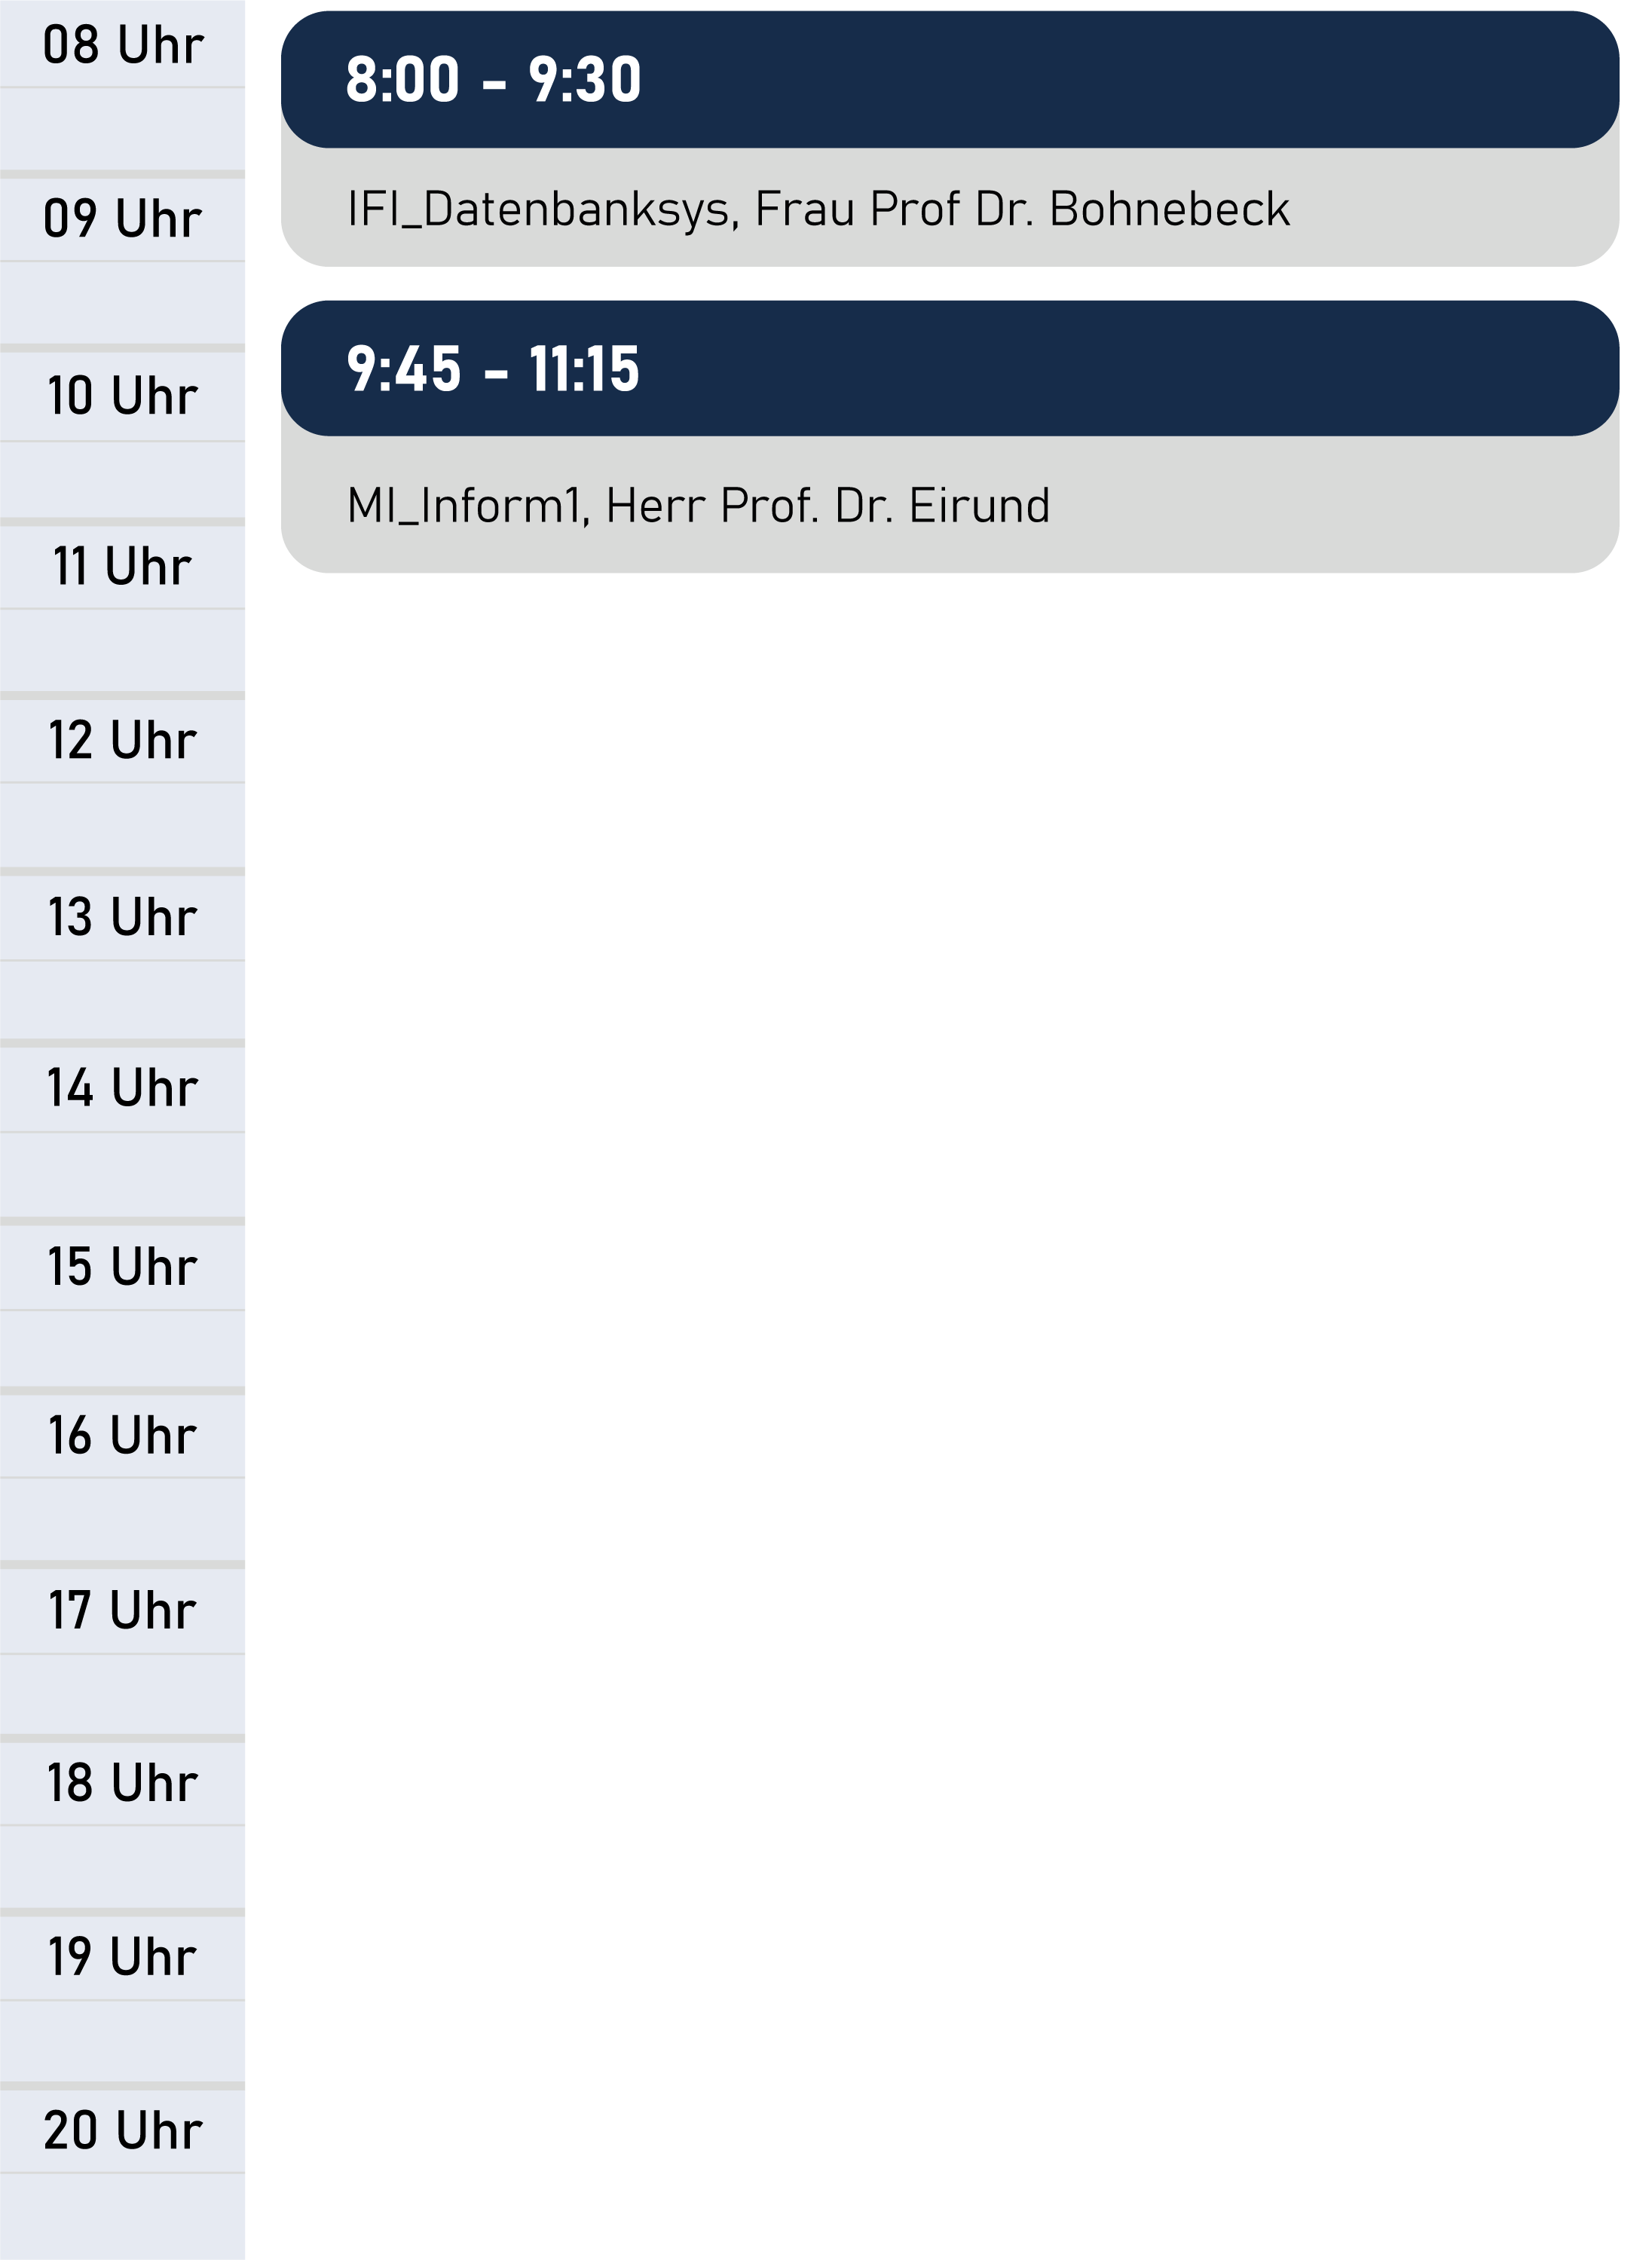 08 Uhr
8:00 - 9:30
IFI_Datenbanksys, Frau Prof Dr. Bohnebeck
09 Uhr
9:45 - 11:15
10 Uhr
MI_Inform1, Herr Prof. Dr. Eirund
11 Uhr
12 Uhr
13 Uhr
14 Uhr
15 Uhr
16 Uhr
17 Uhr
18 Uhr
19 Uhr
20 Uhr